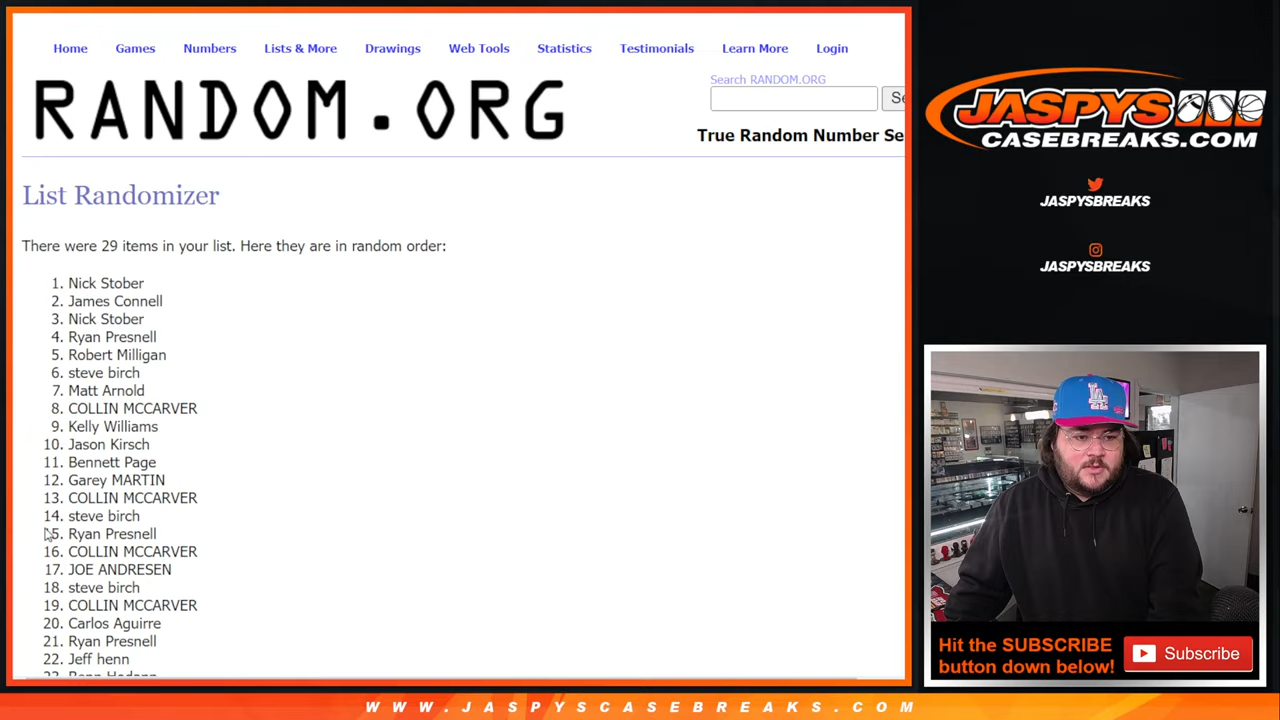 Home Games Numbers Lists & More Drawings Web Tools Statistics Testimonials Learn More Login
RANDOM.ORG
Search RANDOM.ORG
Se
True Random Number Se
List Randomizer
There were 29 items in your list. Here they are in random order:
1. Nick Stober
2. James Connell
3. Nick Stober
4. Ryan Presnell
5. Robert Milligan
6. steve birch
7. Matt Arnold
8. COLLIN MCCARVER
9. Kelly Williams
10. Jason Kirsch
11. Bennett Page
12. Garey MARTIN
13. COLLIN MCCARVER
14. steve birch
15. Ryan Presnell
16. COLLIN MCCARVER
17. JOE ANDRESEN
18. steve birch
19. COLLIN MCCARVER
20. Carlos Aguirre
21. Ryan Presnell
22. Jeff henn
JASPYS
CASEBREAKS.COM
JASPYSBREAKS
JASPYSBREAKS
LA
Hit the SUBSCRIBE
button down below!
Subscribe
WWW.JASPYSCASEBREAKS.COM